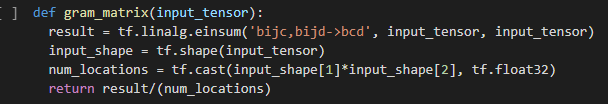 [ ] def gram_matrix(input_tensor):
result = tf.linalg.einsum('bijc,bijd->bcd', input_tensor, input_tensor)
input_shape = tf.shape(input_tensor)
num_locations = tf.cast(input_shape[1]*input_shape[2], tf.float32)
return result/(num_locations)